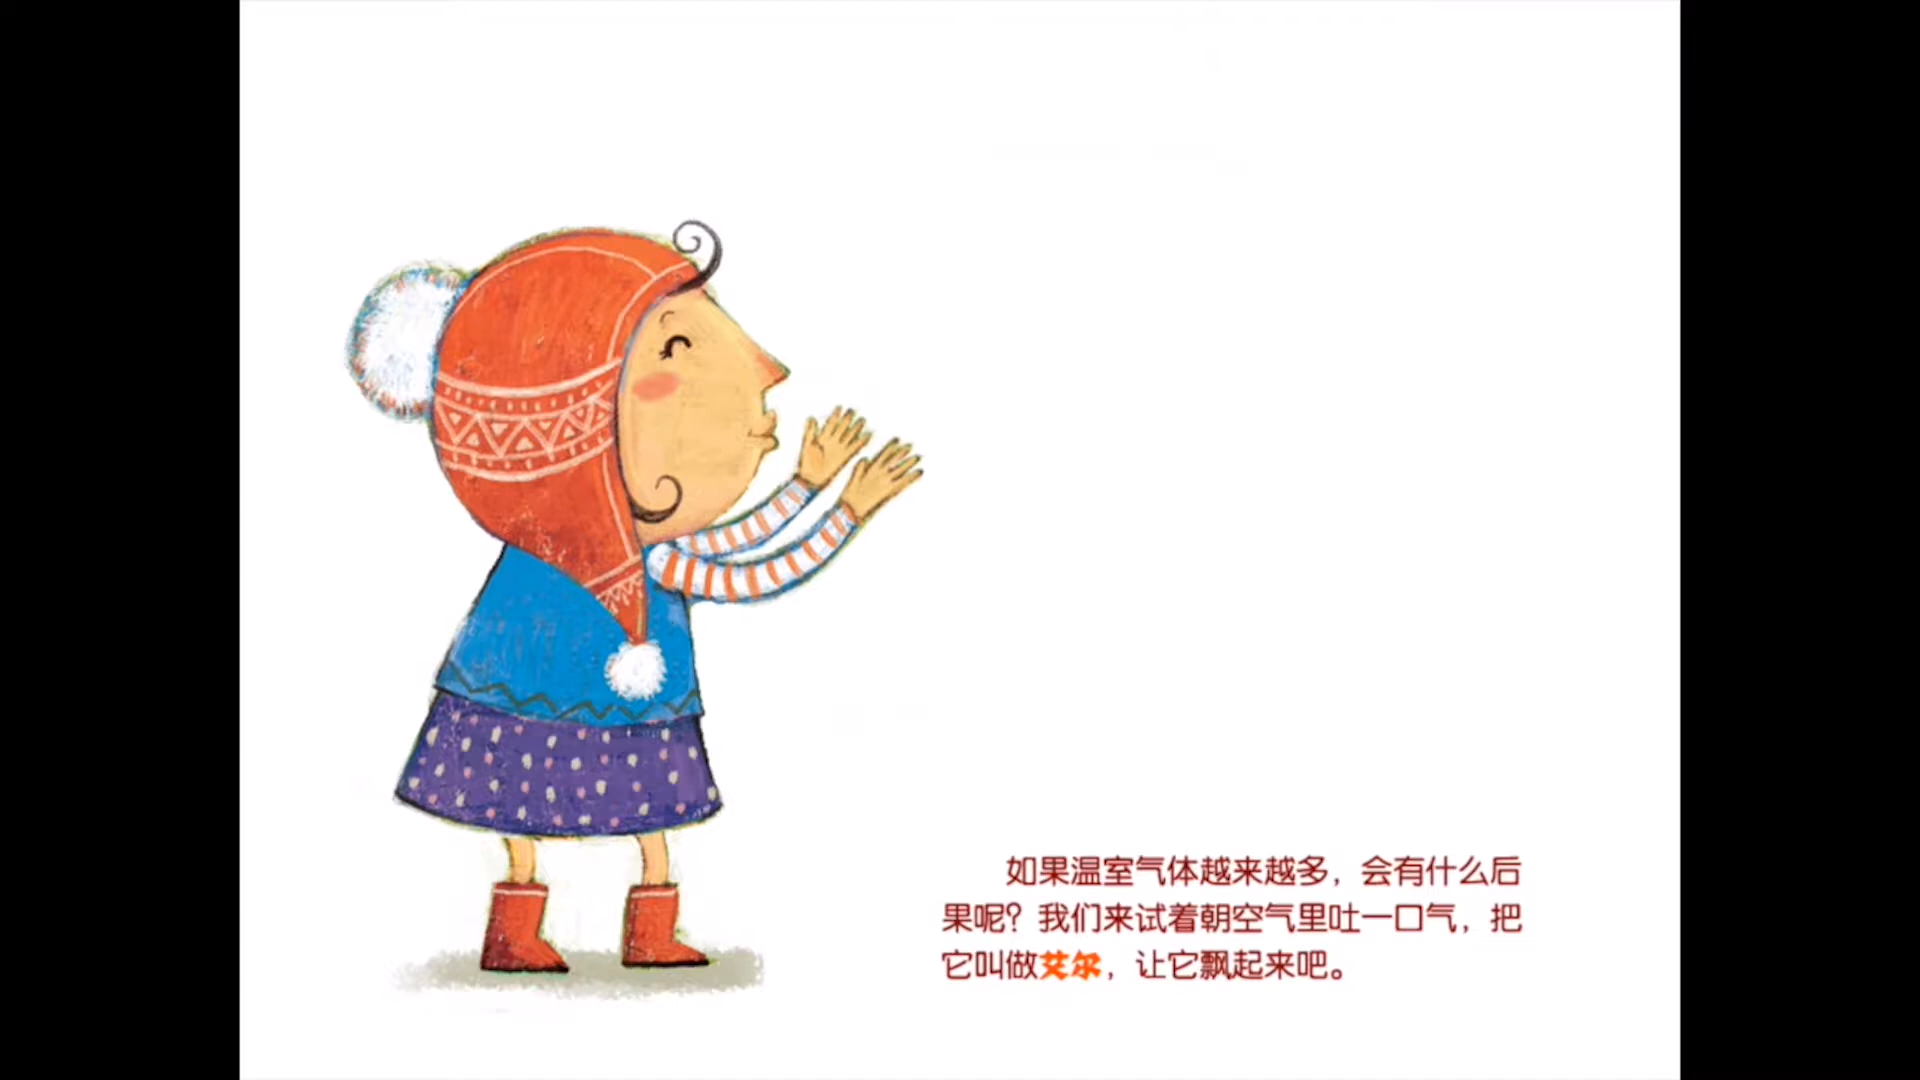 如果温室气体越来越多，会有什么后
果呢？我们来试着朝空气里吐一口气，把
它叫做艾尔，让它飘起来吧。